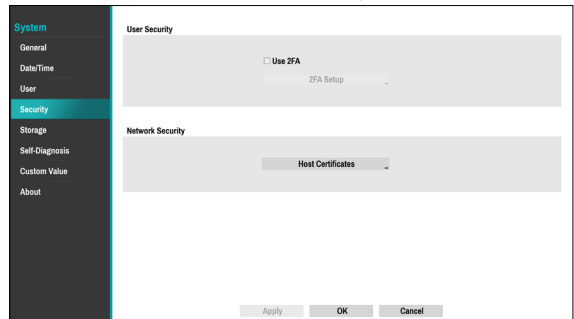 System
General
Date/Time
User
Security
Storage
Self-Diagnosis
Custom Value
About
User Security
Use 2FA
2FA Setup ...
Network Security
Host Certificates ...
Apply OK Cancel